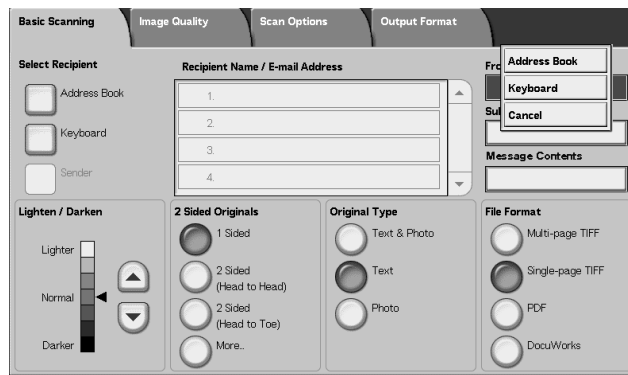 Basic Scanning
Image Quality
Scan Options
Output Format
Select Recipient
Recipient Name / E-mail Address
Fro
Address Book
Keyboard
Cancel
Address Book
Keyboard
Sender
1.
2.
3.
4.
Sul
Message Contents
Lighten / Darken
Lighter
Normal
Darker
2 Sided Originals
1 Sided
2 Sided
(Head to Head)
2 Sided
(Head to Toe)
More...
Original Type
Text & Photo
Text
Photo
File Format
Multi-page TIFF
Single-page TIFF
PDF
DocuWorks